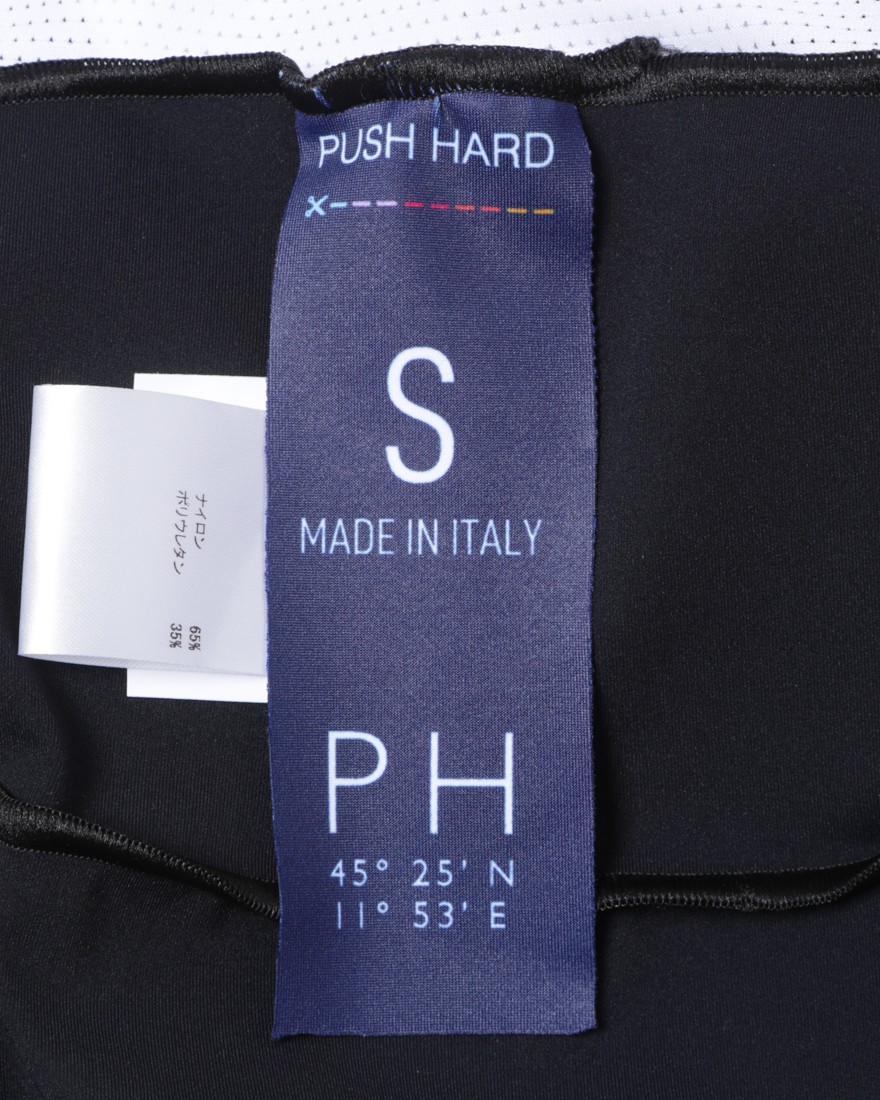 PUSH HARD
S
MADE IN ITALY
PH
45° 25' N
11° 53' E
ナイロン 65%
ポリウレタン 35%